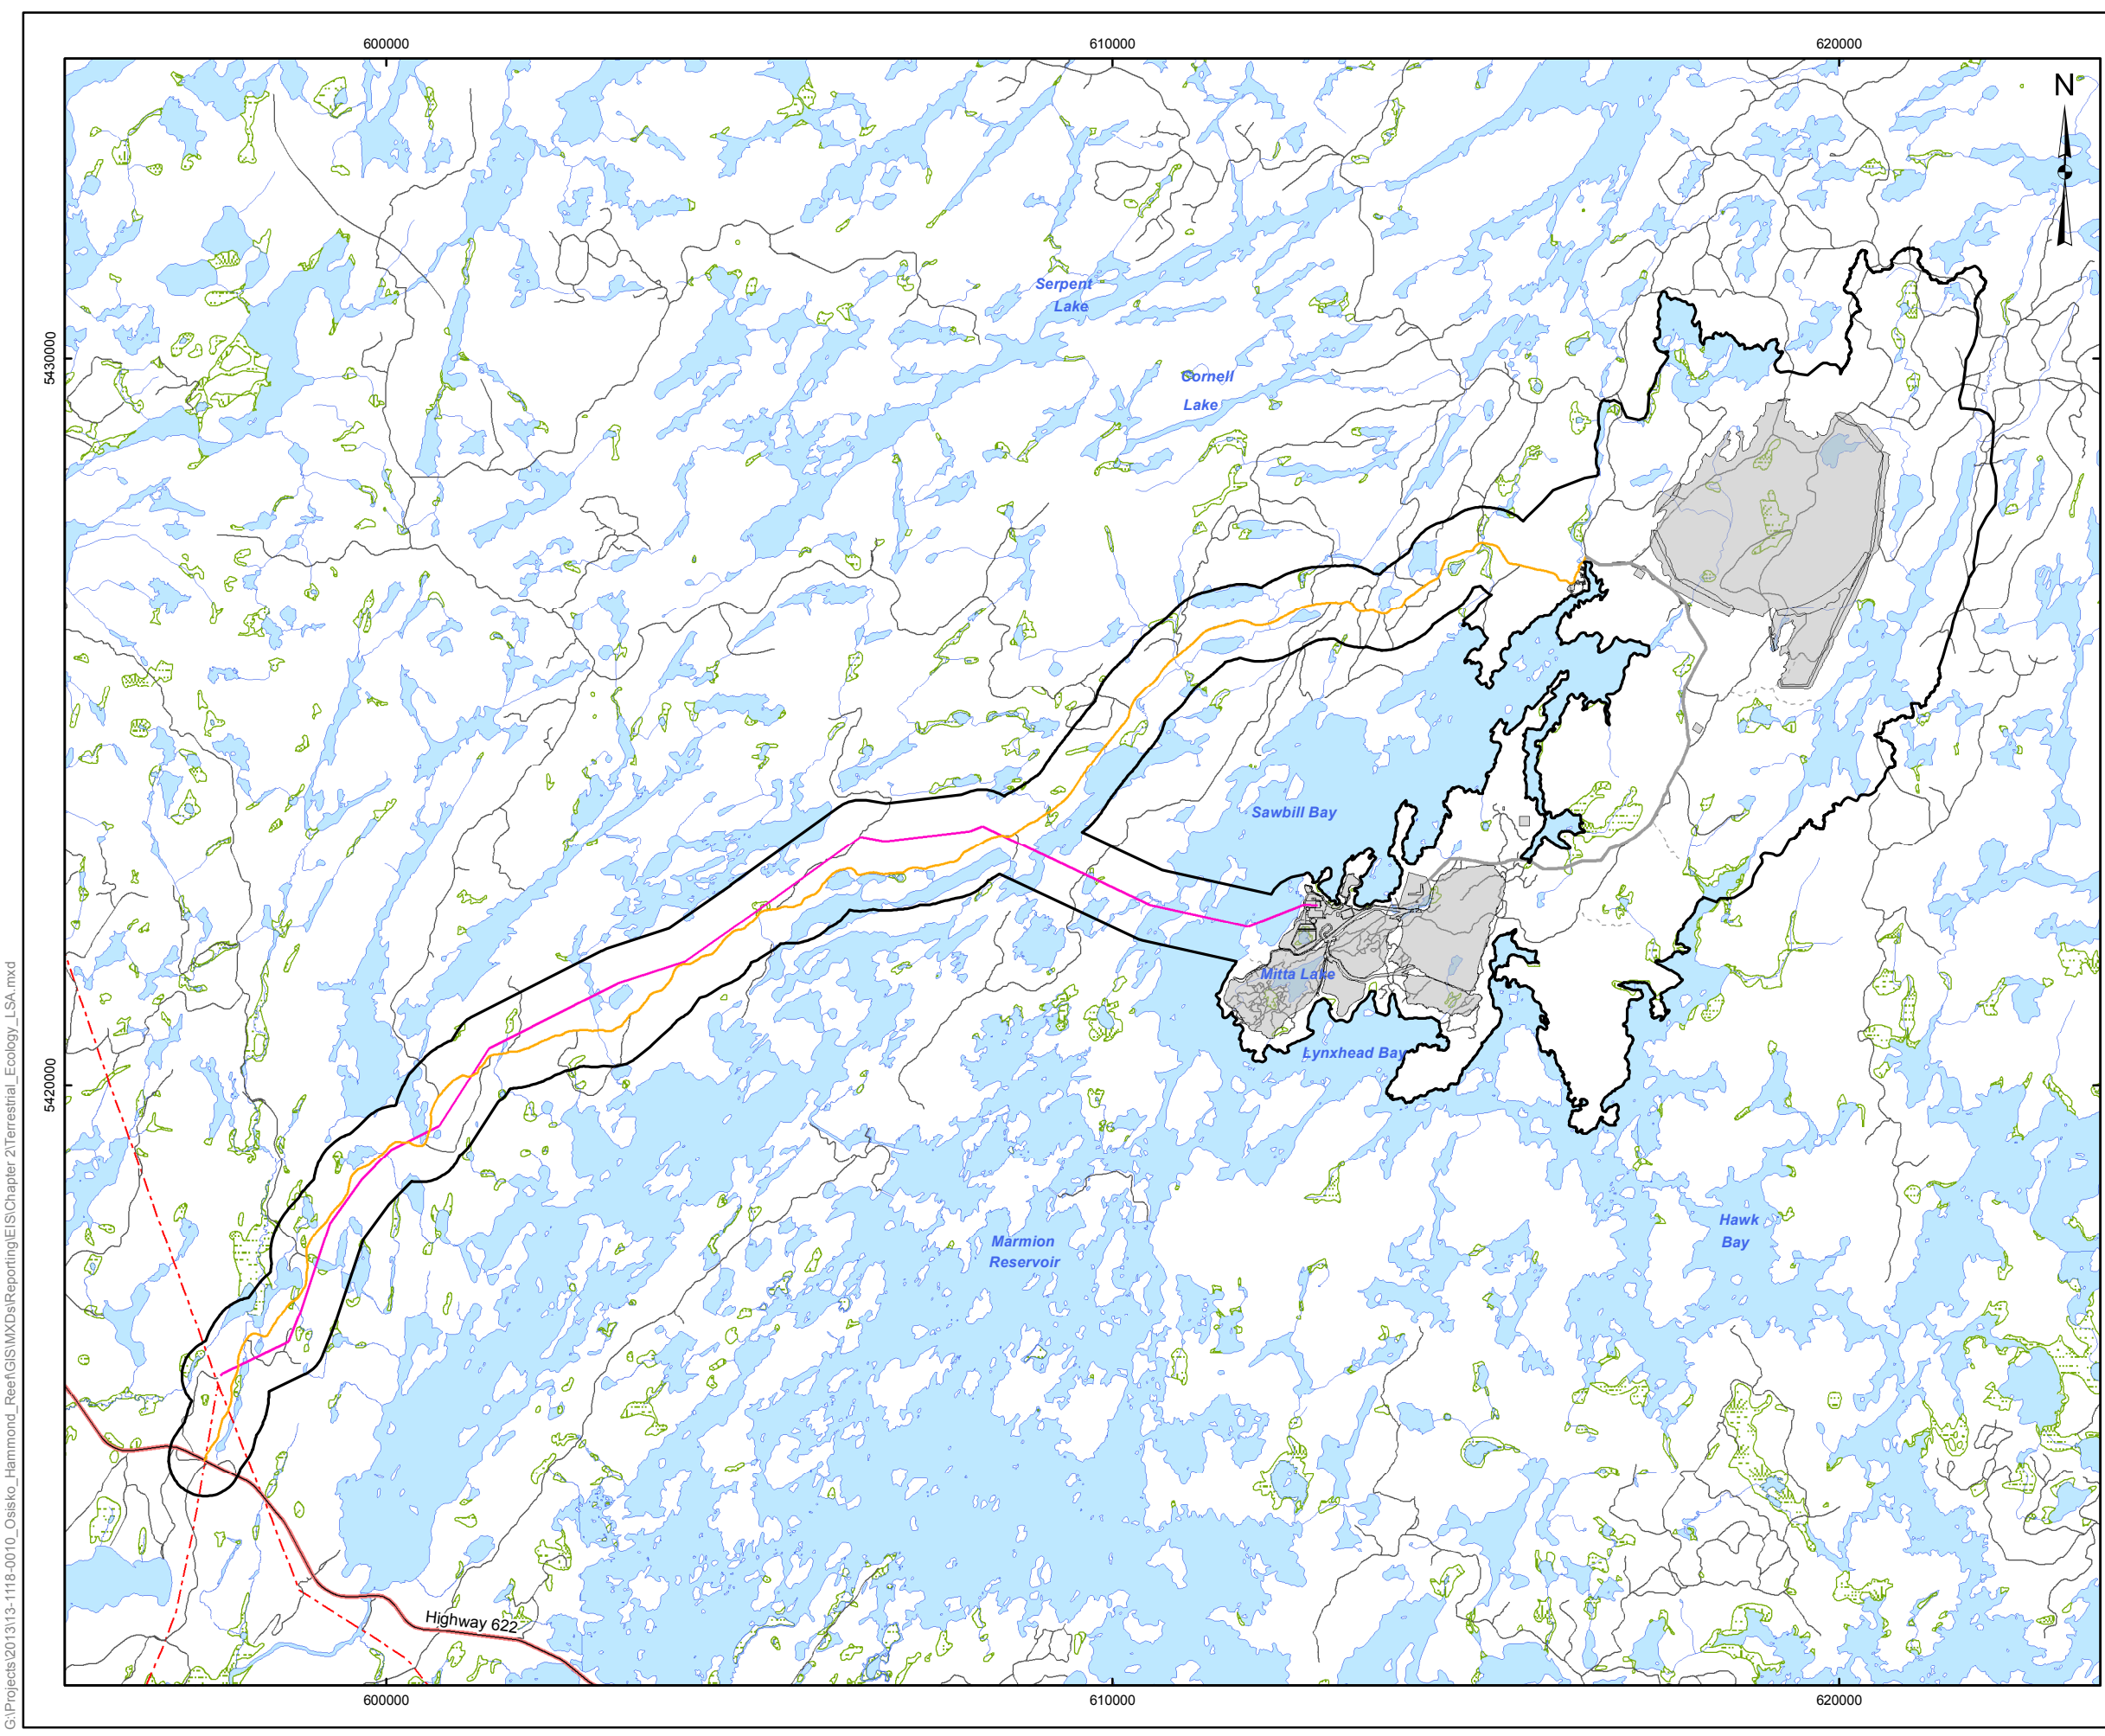 600000
610000
620000
N
Serpent
Lake
5430000
Cornell
Lake
Sawbill Bay
Mitta Lake
Lynxhead Bay
5420000
Hawk
Bay
Marmion
Reservoir
Highway 622
600000
610000
620000
G:\Projects\2013\13-1118-0010_Osisko_Hammond_Reef\GIS\MXDs\Reporting\EIS\Chapter 2\Terrestrial_Ecology_LSA.mxd